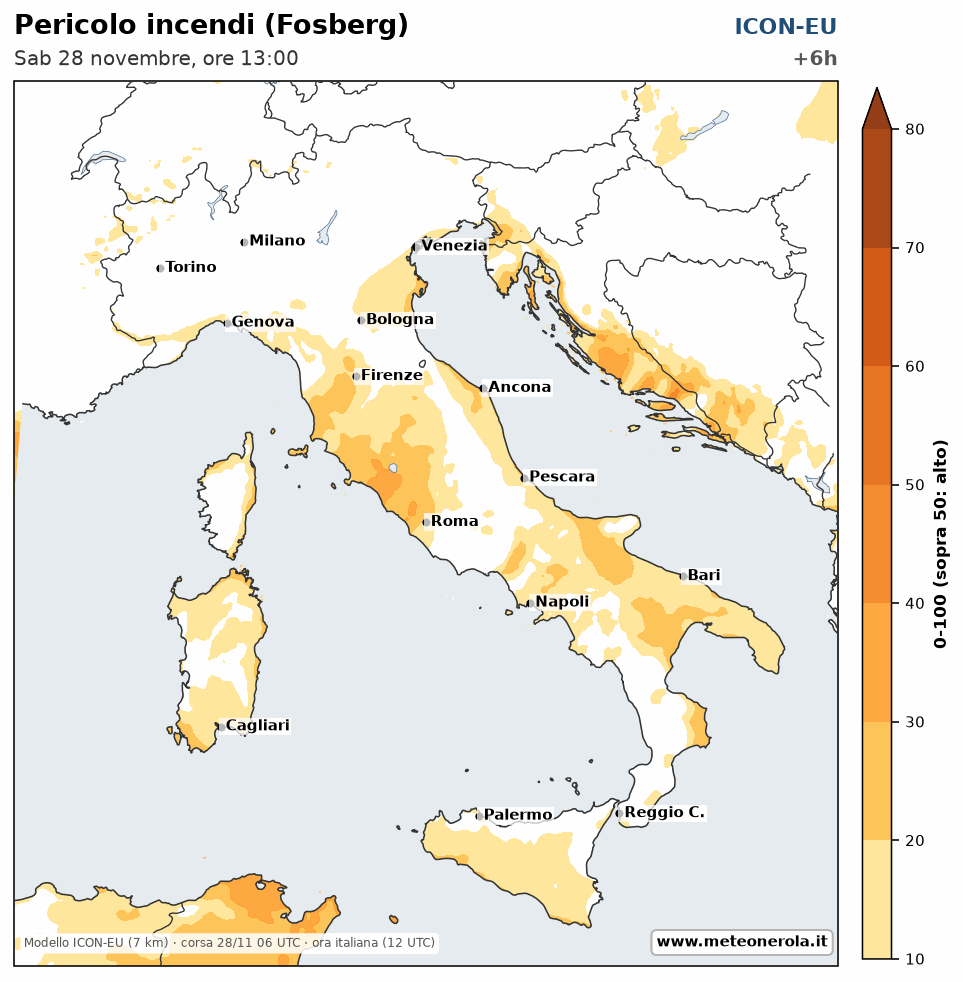 Pericolo incendi (Fosberg)
ICON-EU
Sab 28 novembre, ore 13:00
+6h
Milano
Venezia
Torino
Genova
Bologna
Firenze
Ancona
Pescara
Roma
Bari
Napoli
Cagliari
Palermo
Reggio C.
80
70
60
50
40
30
20
10
0-100 (sopra 50: alto)
Modello ICON-EU (7 km) · corsa 28/11 06 UTC · ora italiana (12 UTC)
www.meteonerola.it